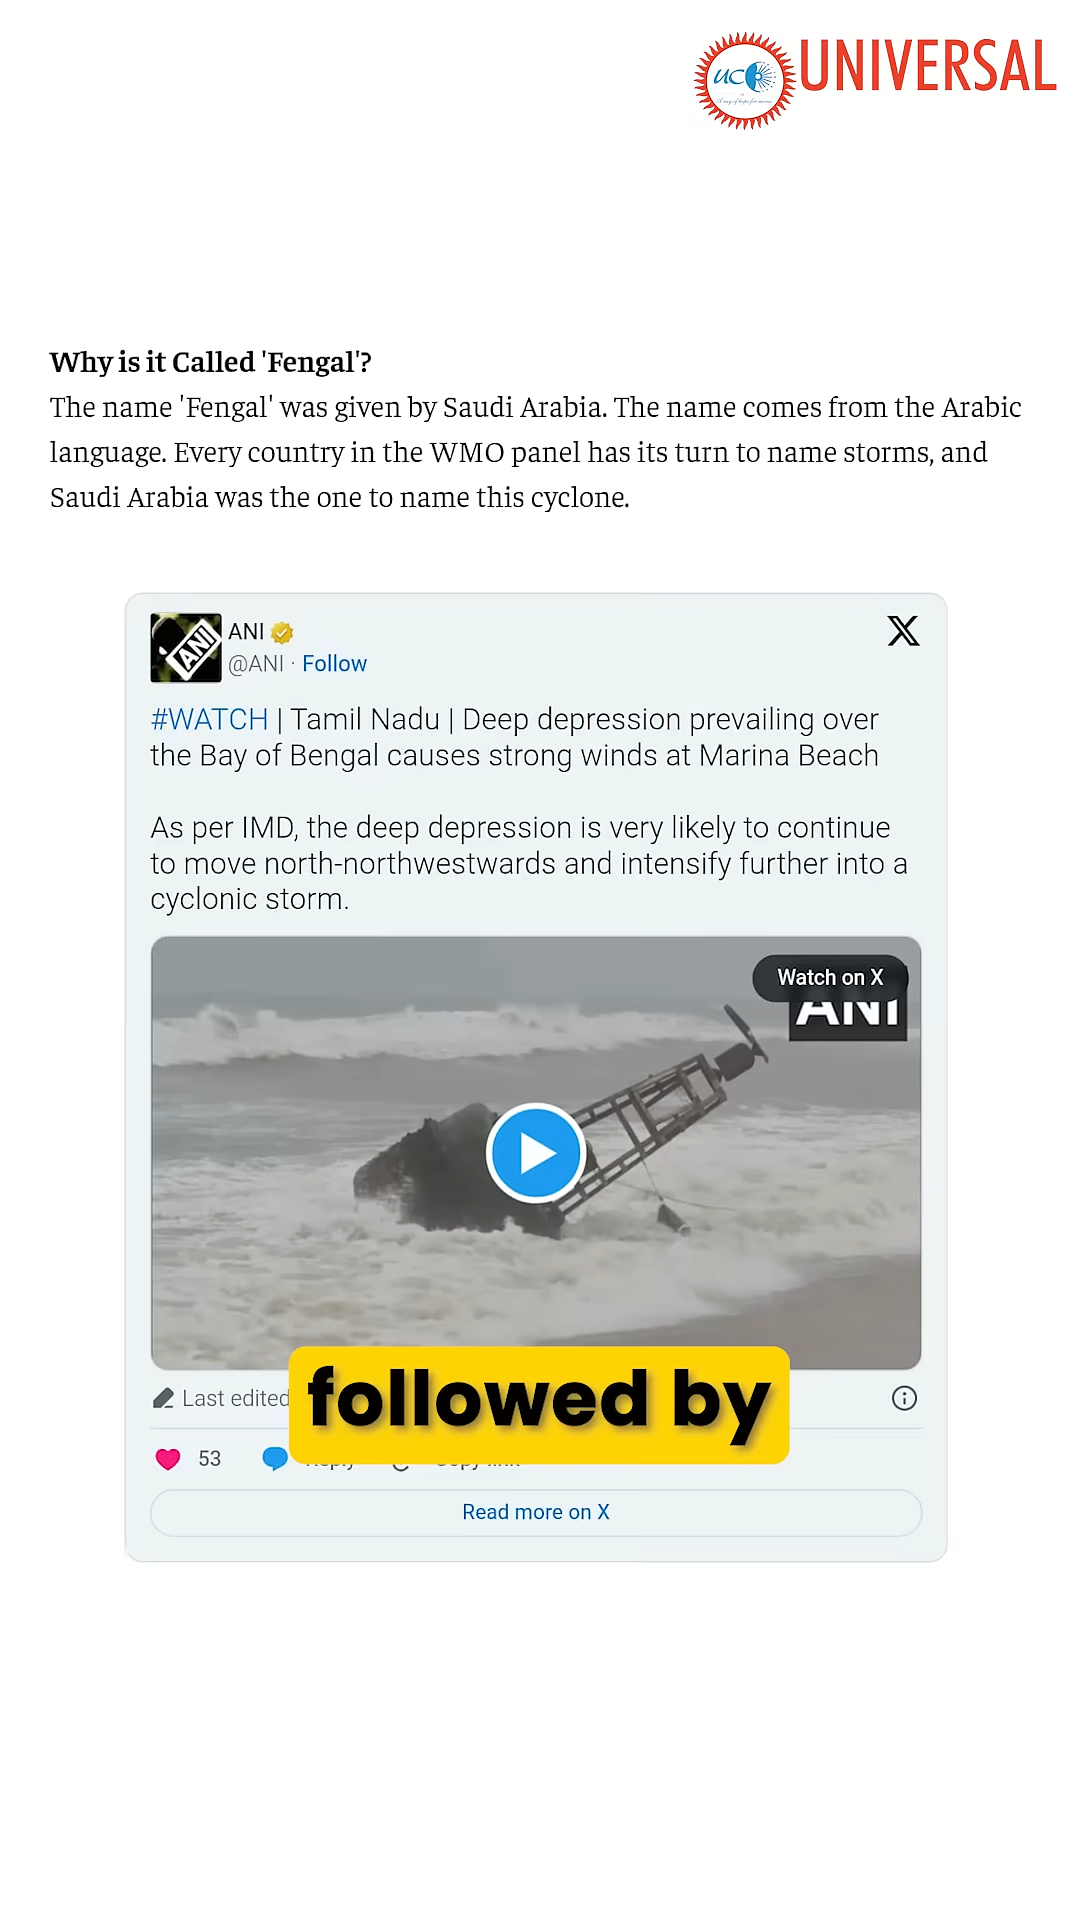 UCC UNIVERSAL
Why is it Called 'Fengal'?
The name 'Fengal' was given by Saudi Arabia. The name comes from the Arabic
language. Every country in the WMO panel has its turn to name storms, and
Saudi Arabia was the one to name this cyclone.
ANI
@ANI · Follow
#WATCH | Tamil Nadu | Deep depression prevailing over
the Bay of Bengal causes strong winds at Marina Beach
As per IMD, the deep depression is very likely to continue
to move north-northwestwards and intensify further into a
cyclonic storm.
Watch on X
ANI
Last edited
followed by
53 Reply Copy link
Read more on X